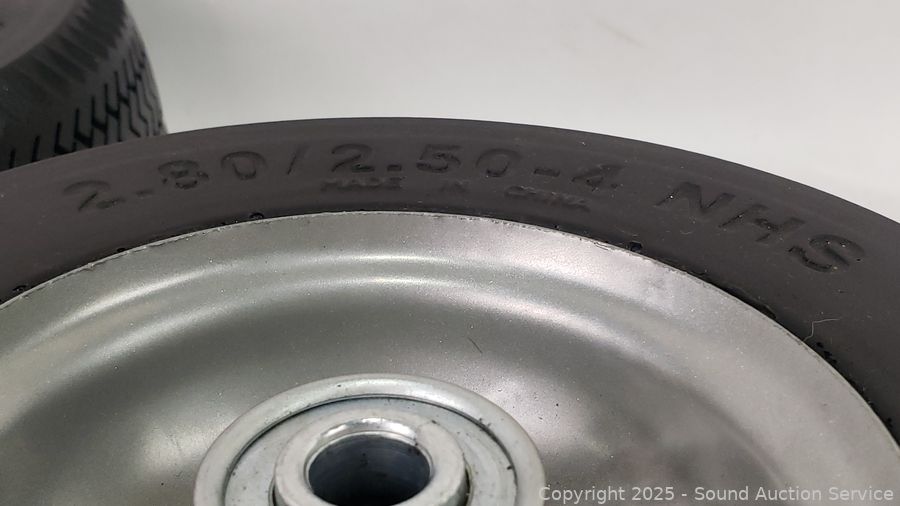 2.80/2.50-4 NHS
MADE IN CHINA
Copyright © 2025 - Sound Auction Service